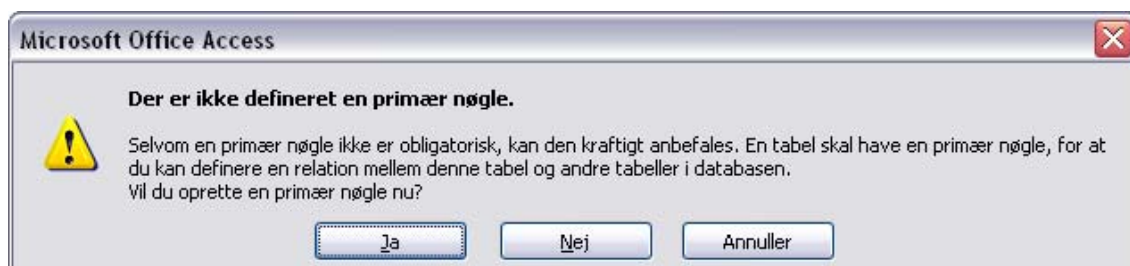 Microsoft Office Access
Der er ikke defineret en primær nøgle.
Selvom en primær nøgle ikke er obligatorisk, kan den kraftigt anbefales. En tabel skal have en primær nøgle, for at
du kan definere en relation mellem denne tabel og andre tabeller i databasen.
Vil du oprette en primær nøgle nu?
Ja Nej Annuller